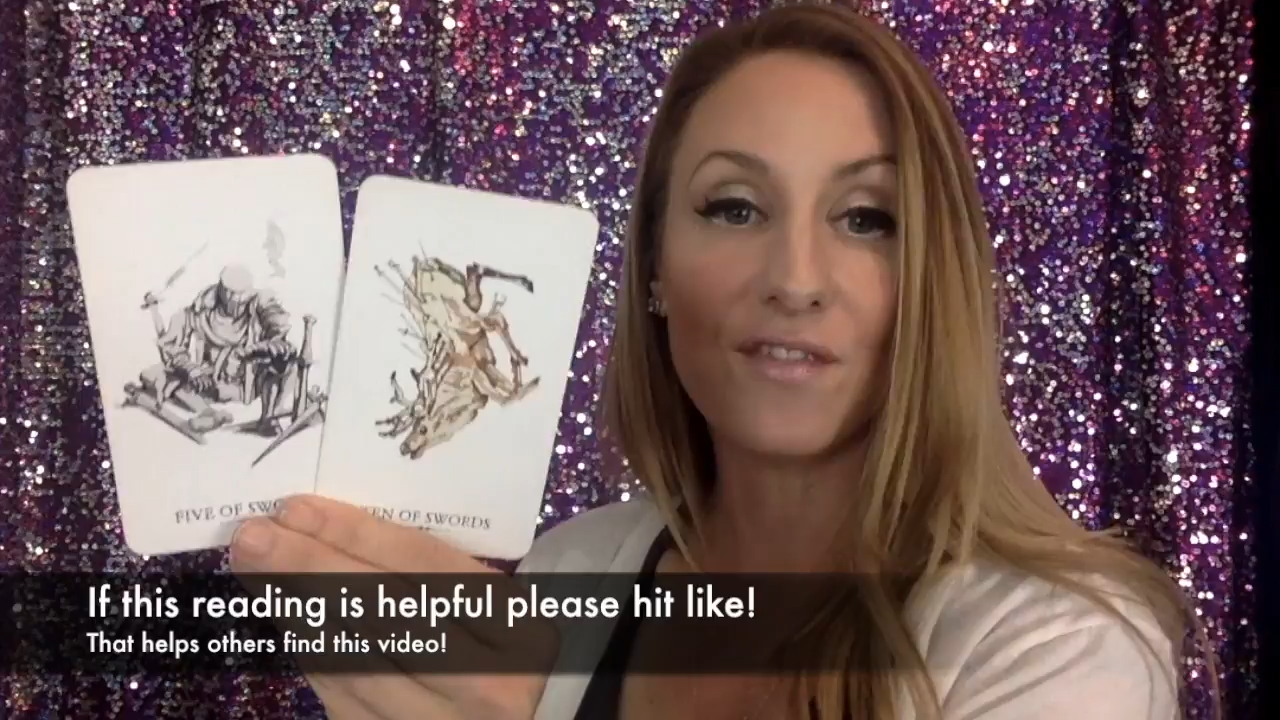 FIVE OF
OF SWORDS
If this reading is helpful please hit like!
That helps others find this video!